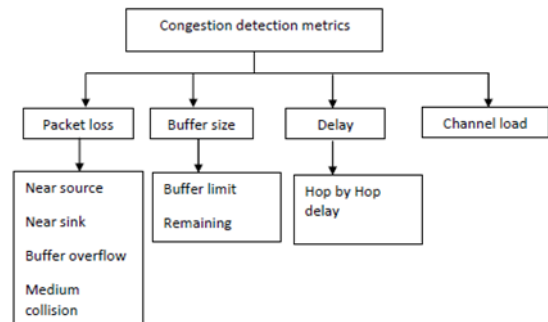 Congestion detection metrics
Packet loss
Buffer size
Delay
Channel load
Near source
Near sink
Buffer overflow
Medium
collision
Buffer limit
Remaining
Hop by Hop
delay